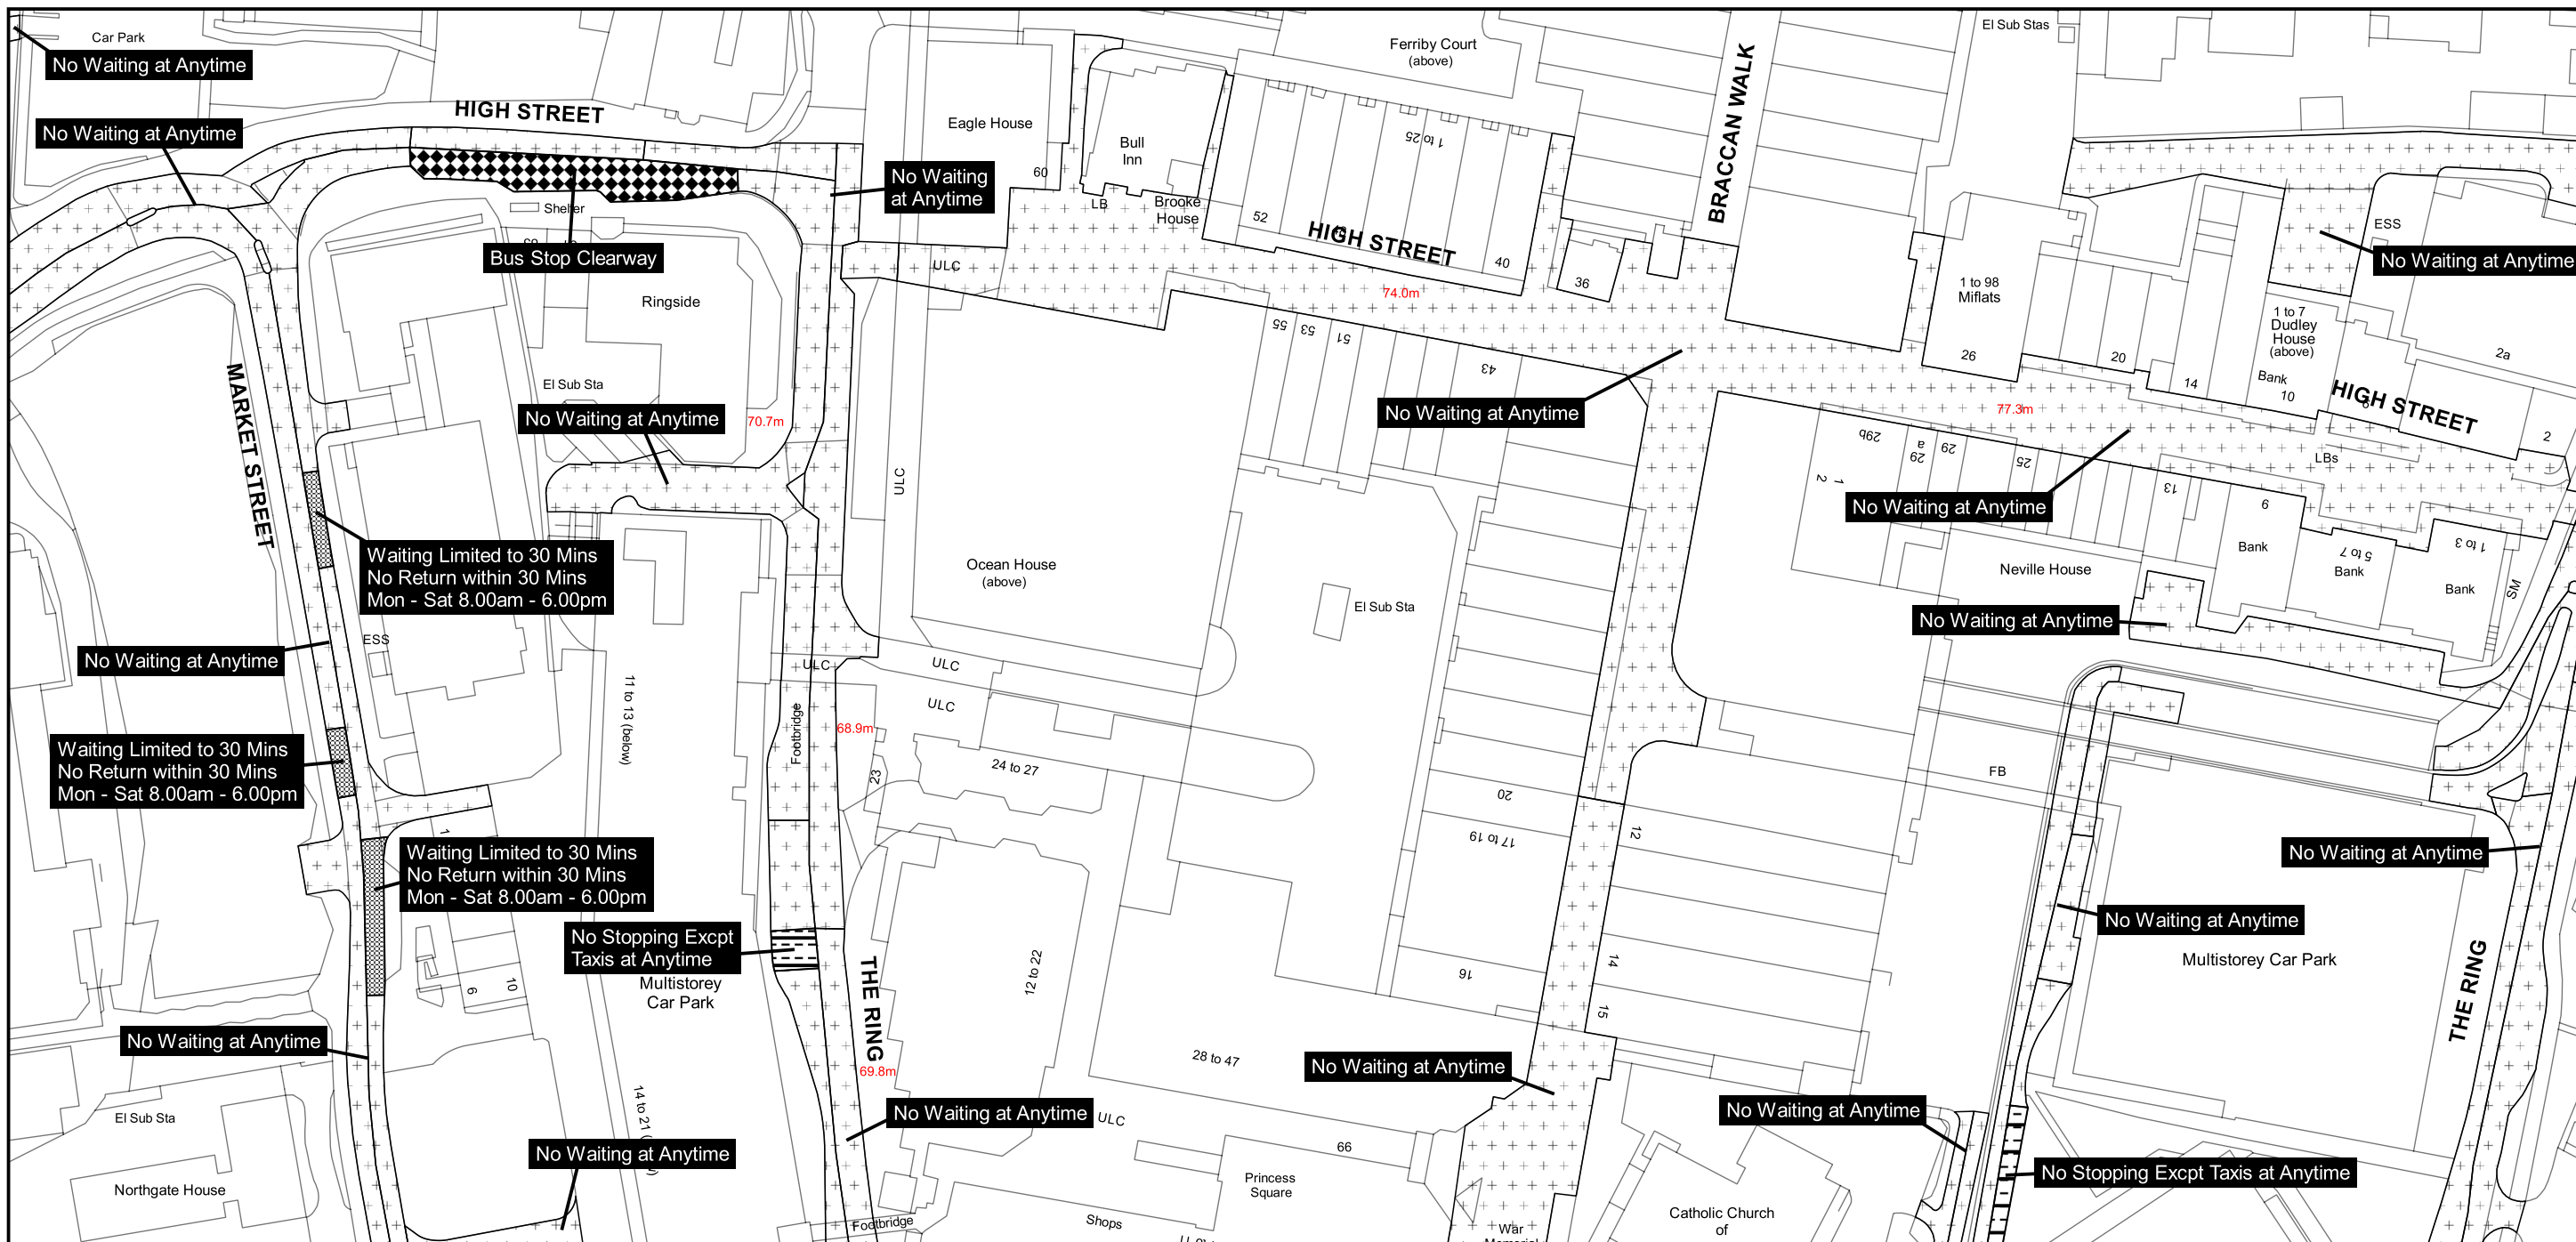 Car Park
No Waiting at Anytime
No Waiting at Anytime
HIGH STREET
Shelter
Bus Stop Clearway
Ringside
El Sub Sta
No Waiting at Anytime
70.7m
Eagle House
60
No Waiting
at Anytime
ULC
Bull
Inn
LB
Brooke
House
Ferriby Court
(above)
1 to 25
52
HIGH STREET
40
74.0m
36
BRACCAN WALK
El Sub Stas
1 to 98
Miflats
26
20
14
1 to 7
Dudley
House
(above)
Bank
10
ESS
No Waiting at Anytime
2a
HIGH STREET
2
LBs
77.3m
55
53
51
43
No Waiting at Anytime
29b
29
a
29
25
13
9
1
2
No Waiting at Anytime
Bank
5 to 7
Bank
1 to 3
Bank
SM
Neville House
No Waiting at Anytime
MARKET STREET
Waiting Limited to 30 Mins
No Return within 30 Mins
Mon - Sat 8.00am - 6.00pm
ESS
No Waiting at Anytime
Waiting Limited to 30 Mins
No Return within 30 Mins
Mon - Sat 8.00am - 6.00pm
1
Waiting Limited to 30 Mins
No Return within 30 Mins
Mon - Sat 8.00am - 6.00pm
6
10
11 to 13 (below)
ULC
Ocean House
(above)
El Sub Sta
ULC
ULC
ULC
Footbridge
68.9m
23
24 to 27
20
17 to 19
12
FB
No Waiting at Anytime
No Waiting at Anytime
Multistorey Car Park
THE RING
No Stopping Excpt
Taxis at Anytime
Multistorey
Car Park
THE RING
69.8m
12 to 22
16
14
15
28 to 47
No Waiting at Anytime
No Waiting at Anytime
El Sub Sta
Northgate House
14 to 21
No Waiting at Anytime
No Waiting at Anytime
ULC
66
Princess
Square
Footbridge
Shops
War
Catholic Church
of
No Waiting at Anytime
No Stopping Excpt Taxis at Anytime